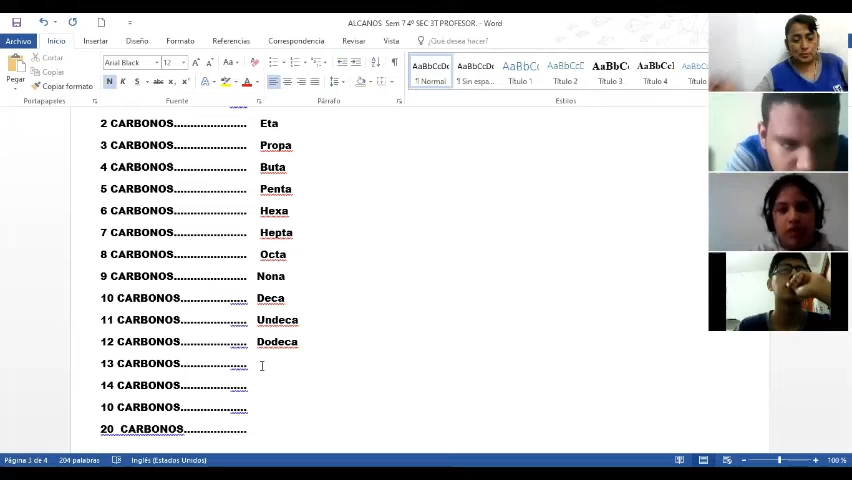 ALCANOS Sem 7 4º SEC 3T PROFESOR. - Word
Archivo Inicio Insertar Diseño Formato Referencias Correspondencia Revisar Vista ¿Qué desea hacer?
Pegar
Cortar
Copiar
Copiar formato
Arial Black 12
N K S abc x₂ x²
AaBbCcDc AaBbCcDc AaBbCc AaBbCcC AaBbCc AaBbCcI
¶ Normal ¶ Sin espa... Título 1 Título 2 Título 3 Título 4
Portapapeles Fuente Párrafo Estilos
2 CARBONOS..................... Eta
3 CARBONOS..................... Propa
4 CARBONOS..................... Buta
5 CARBONOS..................... Penta
6 CARBONOS..................... Hexa
7 CARBONOS..................... Hepta
8 CARBONOS..................... Octa
9 CARBONOS..................... Nona
10 CARBONOS................... Deca
11 CARBONOS................... Undeca
12 CARBONOS................... Dodeca
13 CARBONOS...................
14 CARBONOS...................
10 CARBONOS...................
20 CARBONOS..................
Página 3 de 4 204 palabras Inglés (Estados Unidos) 100 %